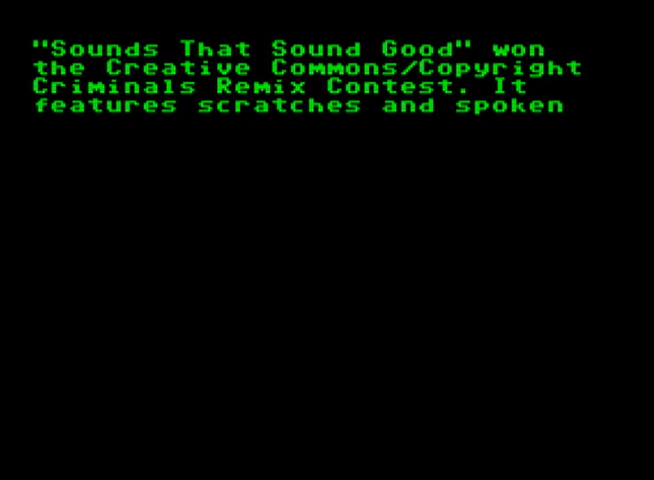 "Sounds That Sound Good" won
the Creative Commons/Copyright
Criminals Remix Contest. It
features scratches and spoken